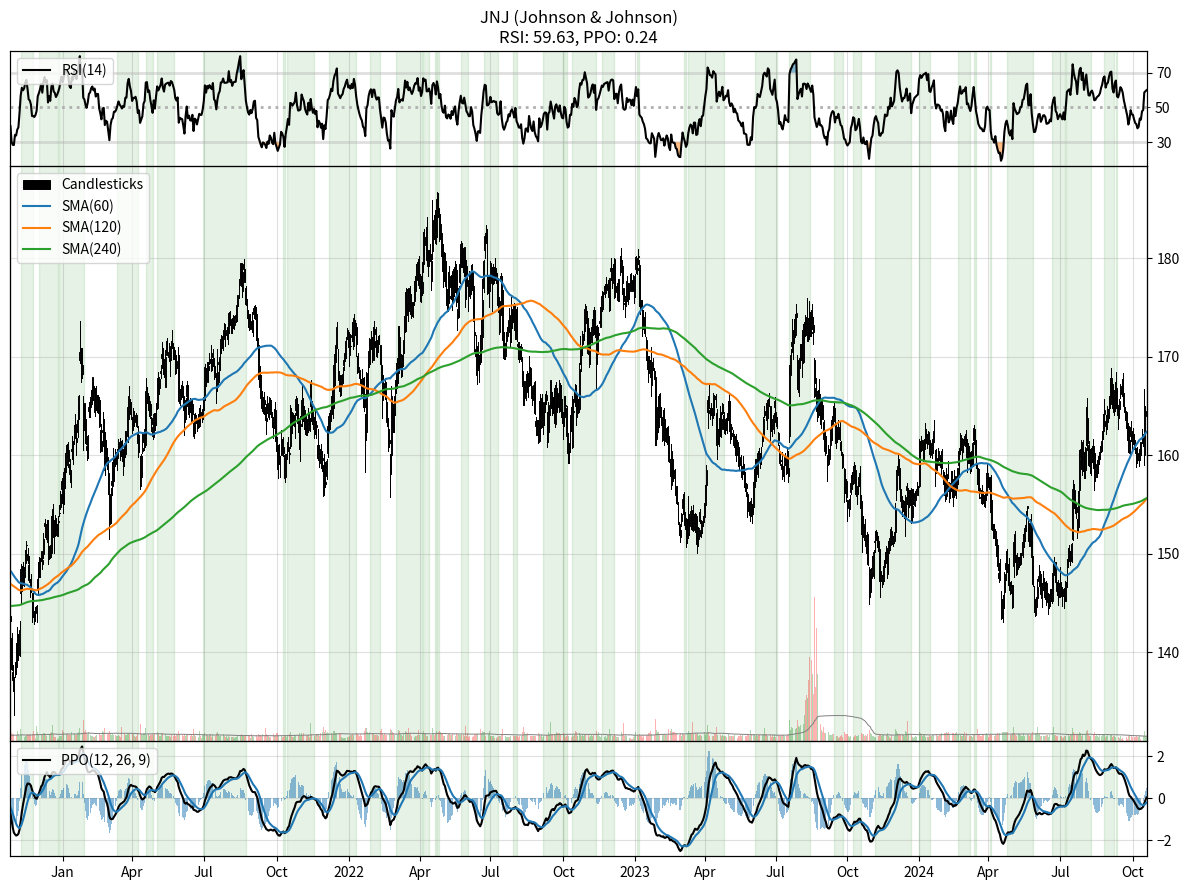 JNJ (Johnson & Johnson)
RSI: 59.63, PPO: 0.24
RSI(14)
70
50
30
Candlesticks
SMA(60)
SMA(120)
SMA(240)
180
170
160
150
140
PPO(12, 26, 9)
2
0
−2
Jan Apr Jul Oct 2022 Apr Jul Oct 2023 Apr Jul Oct 2024 Apr Jul Oct